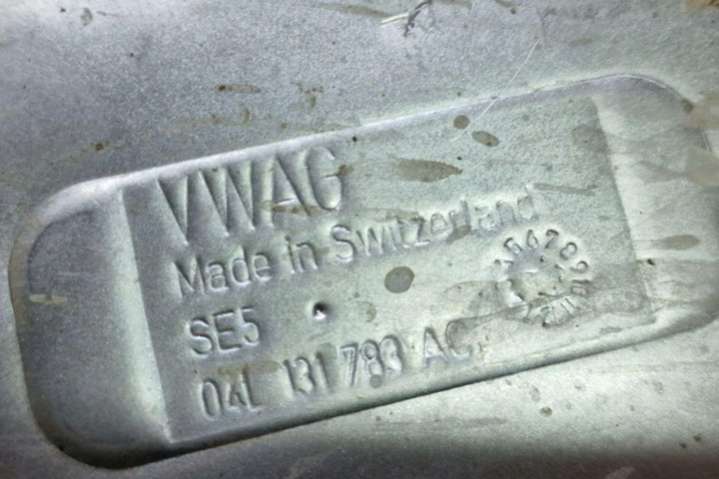 VWAG
Made in Switzerland
SE5
04L 131 783 AC